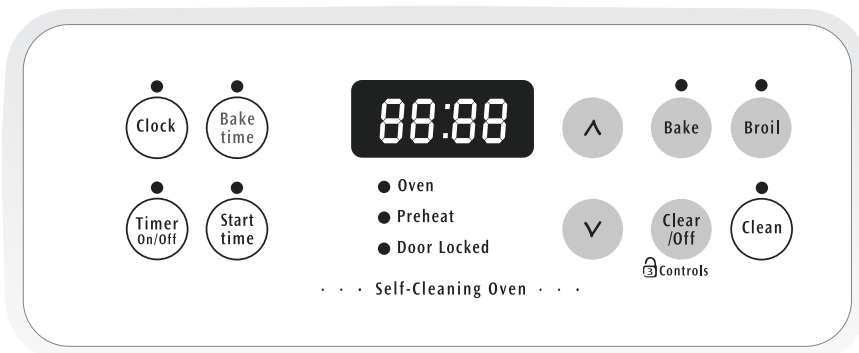 Clock
Bake
time
88:88
∧
Bake
Broil
Oven
Preheat
Door Locked
Timer
On/Off
Start
time
∨
Clear
/Off
Clean
3 Controls
· · · Self-Cleaning Oven · · ·